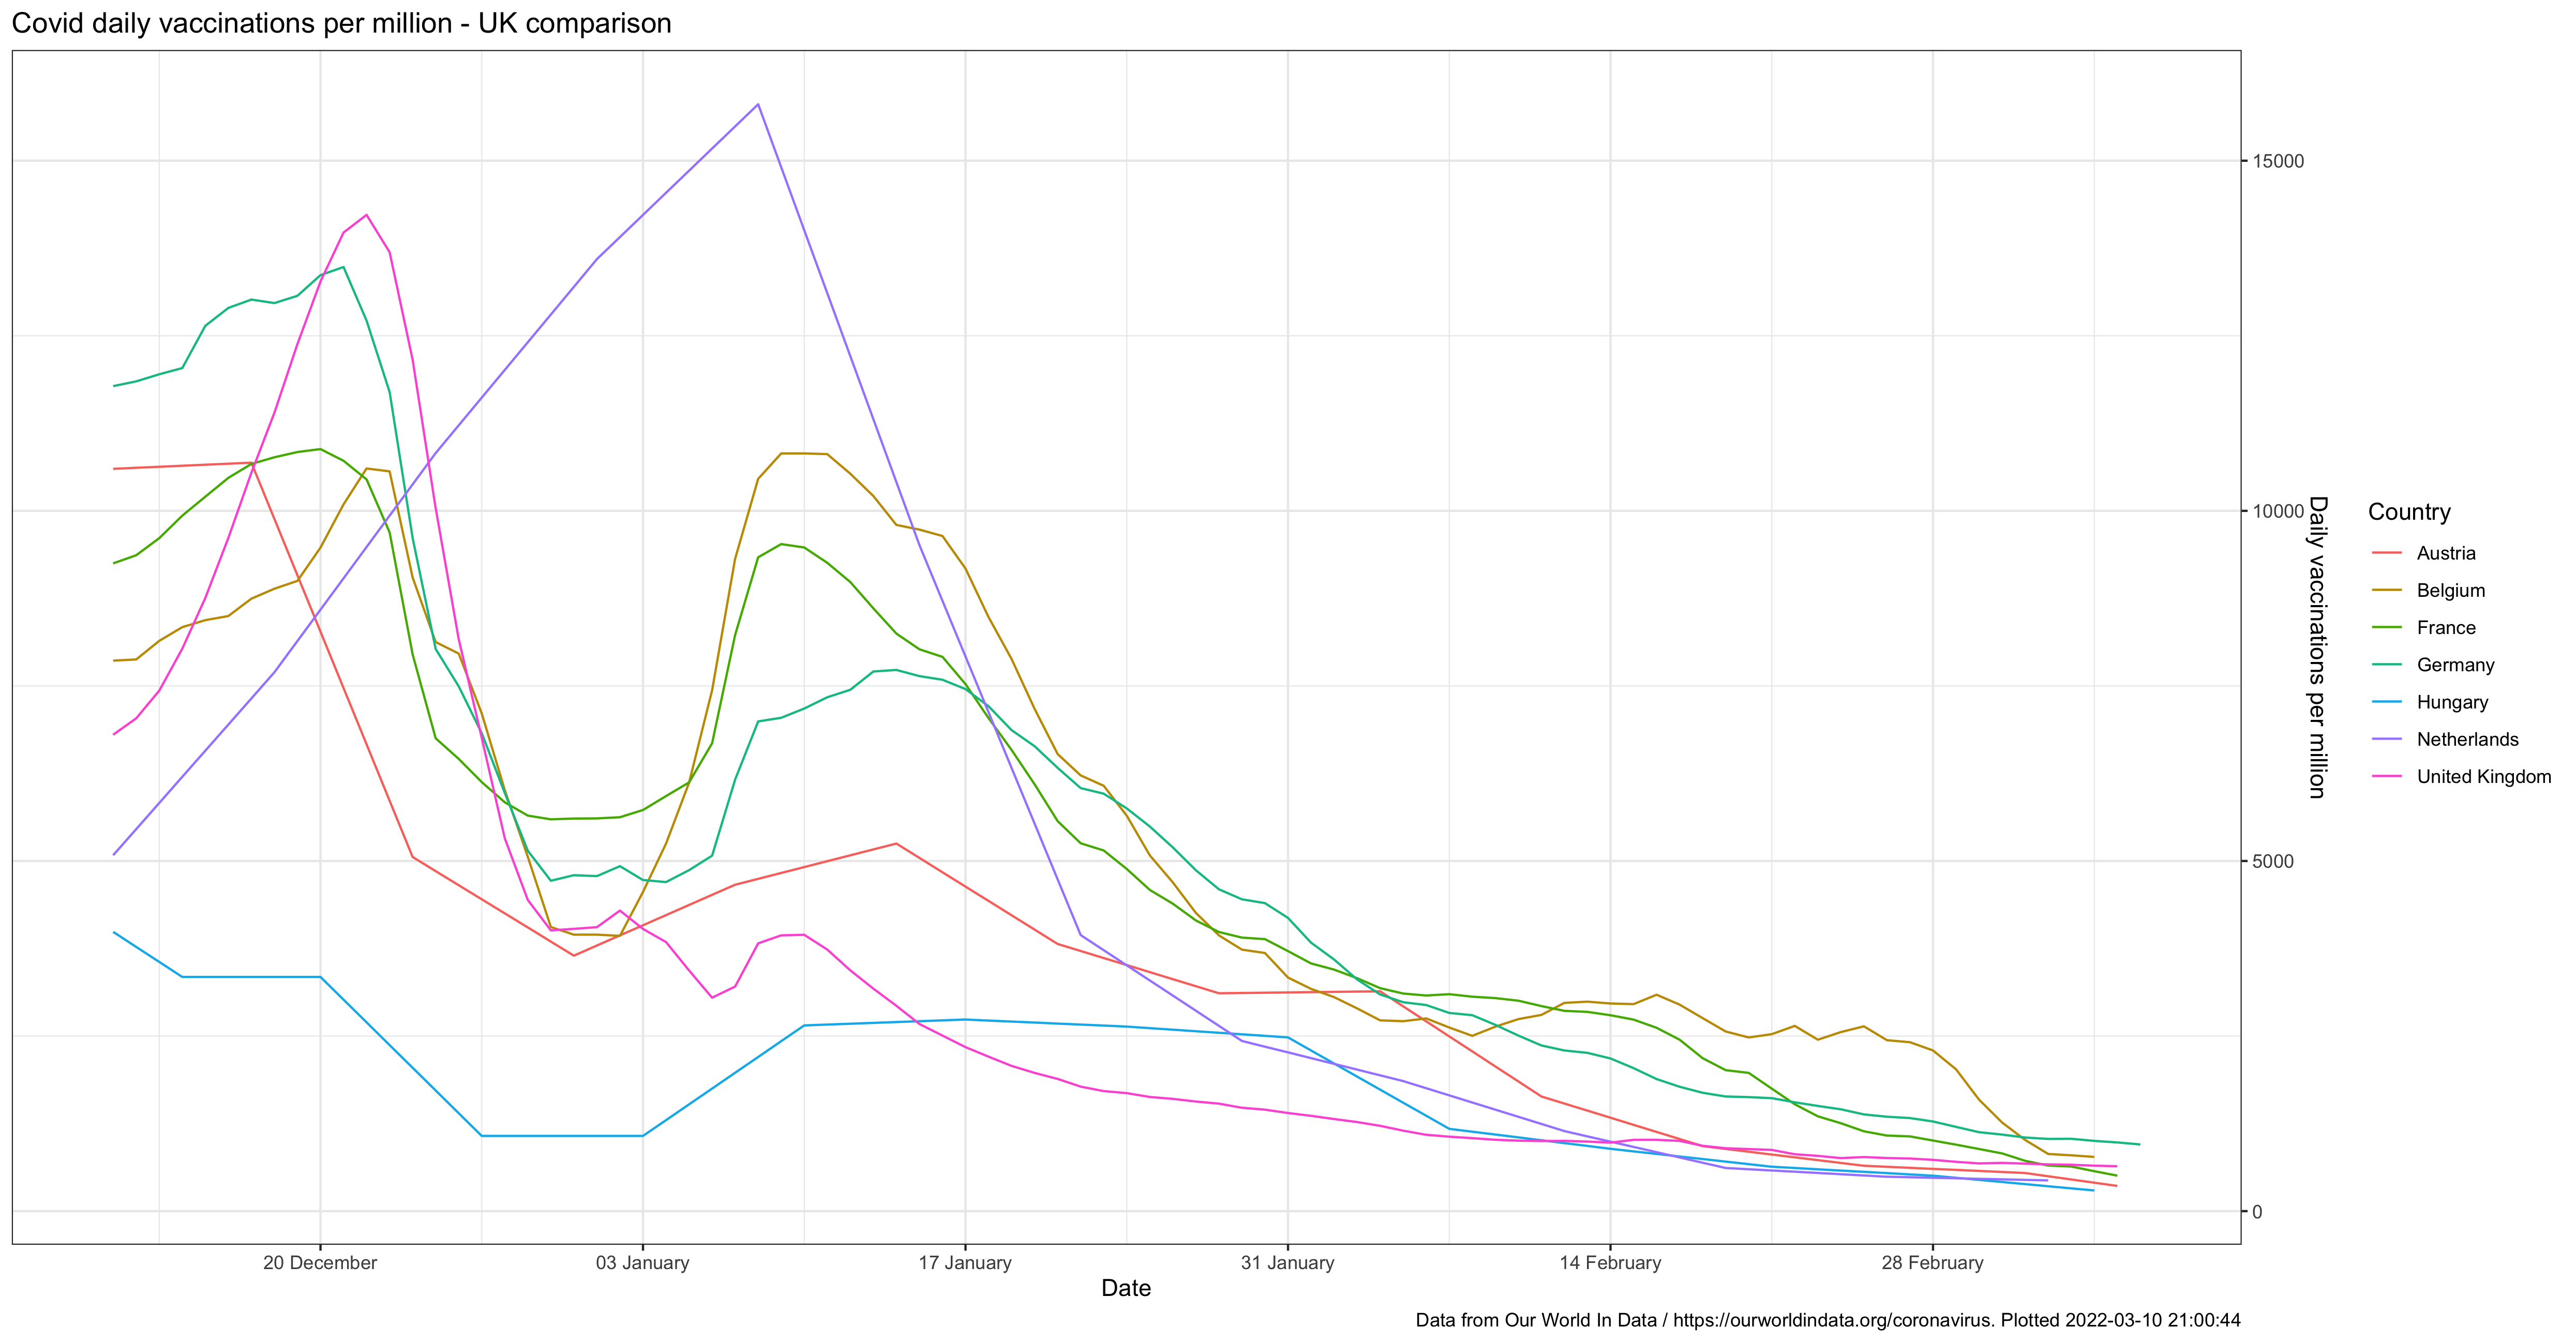 Covid daily vaccinations per million - UK comparison
15000
10000
5000
0
Daily vaccinations per million
Country
Austria
Belgium
France
Germany
Hungary
Netherlands
United Kingdom
20 December
03 January
17 January
31 January
14 February
28 February
Date
Data from Our World In Data / https://ourworldindata.org/coronavirus. Plotted 2022-03-10 21:00:44